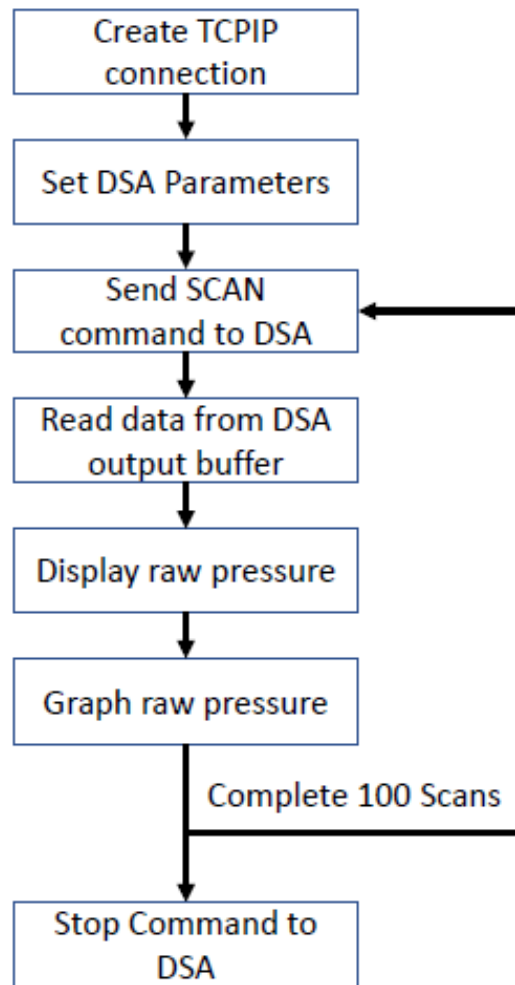 Create TCPIP
connection
Set DSA Parameters
Send SCAN
command to DSA
Read data from DSA
output buffer
Display raw pressure
Graph raw pressure
Complete 100 Scans
Stop Command to
DSA